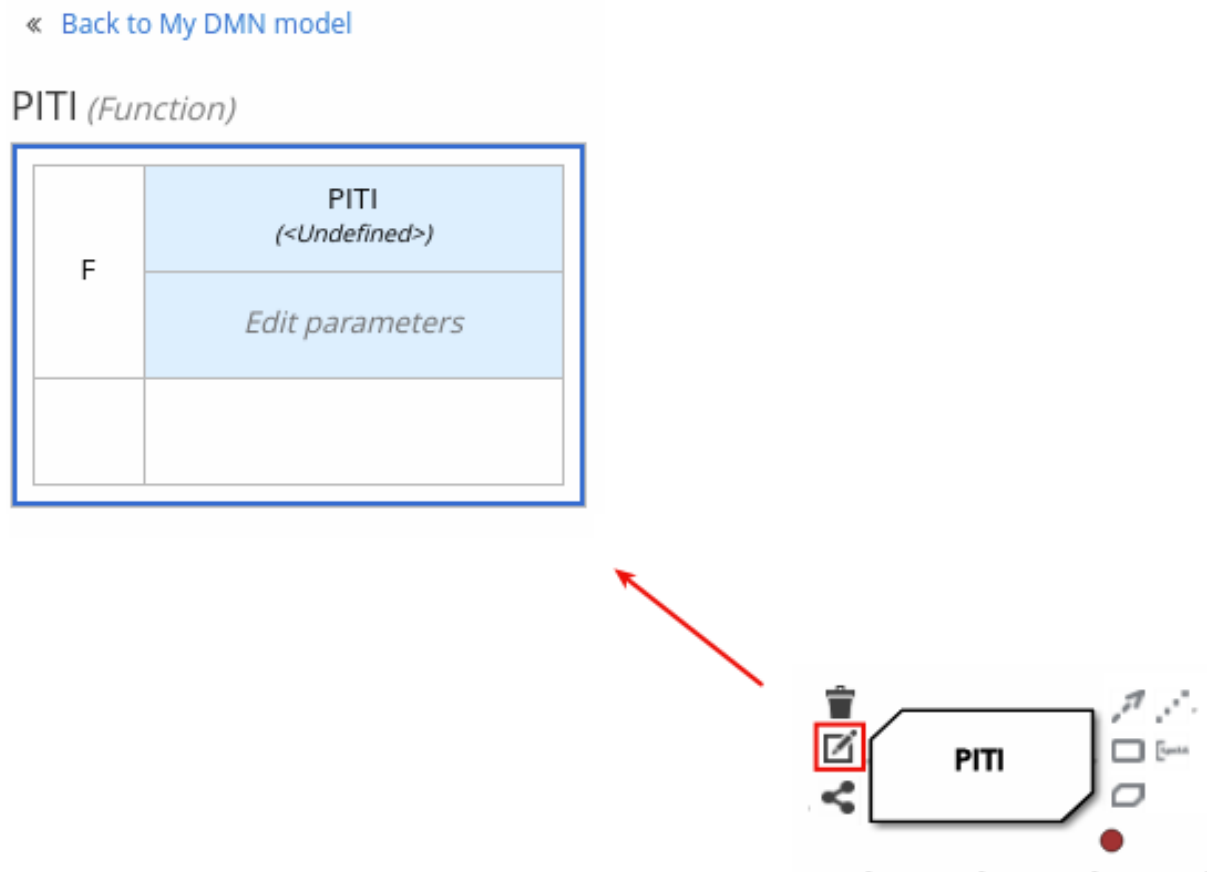 « Back to My DMN model
PITI (Function)
PITI
(<Undefined>)
F
Edit parameters
PITI